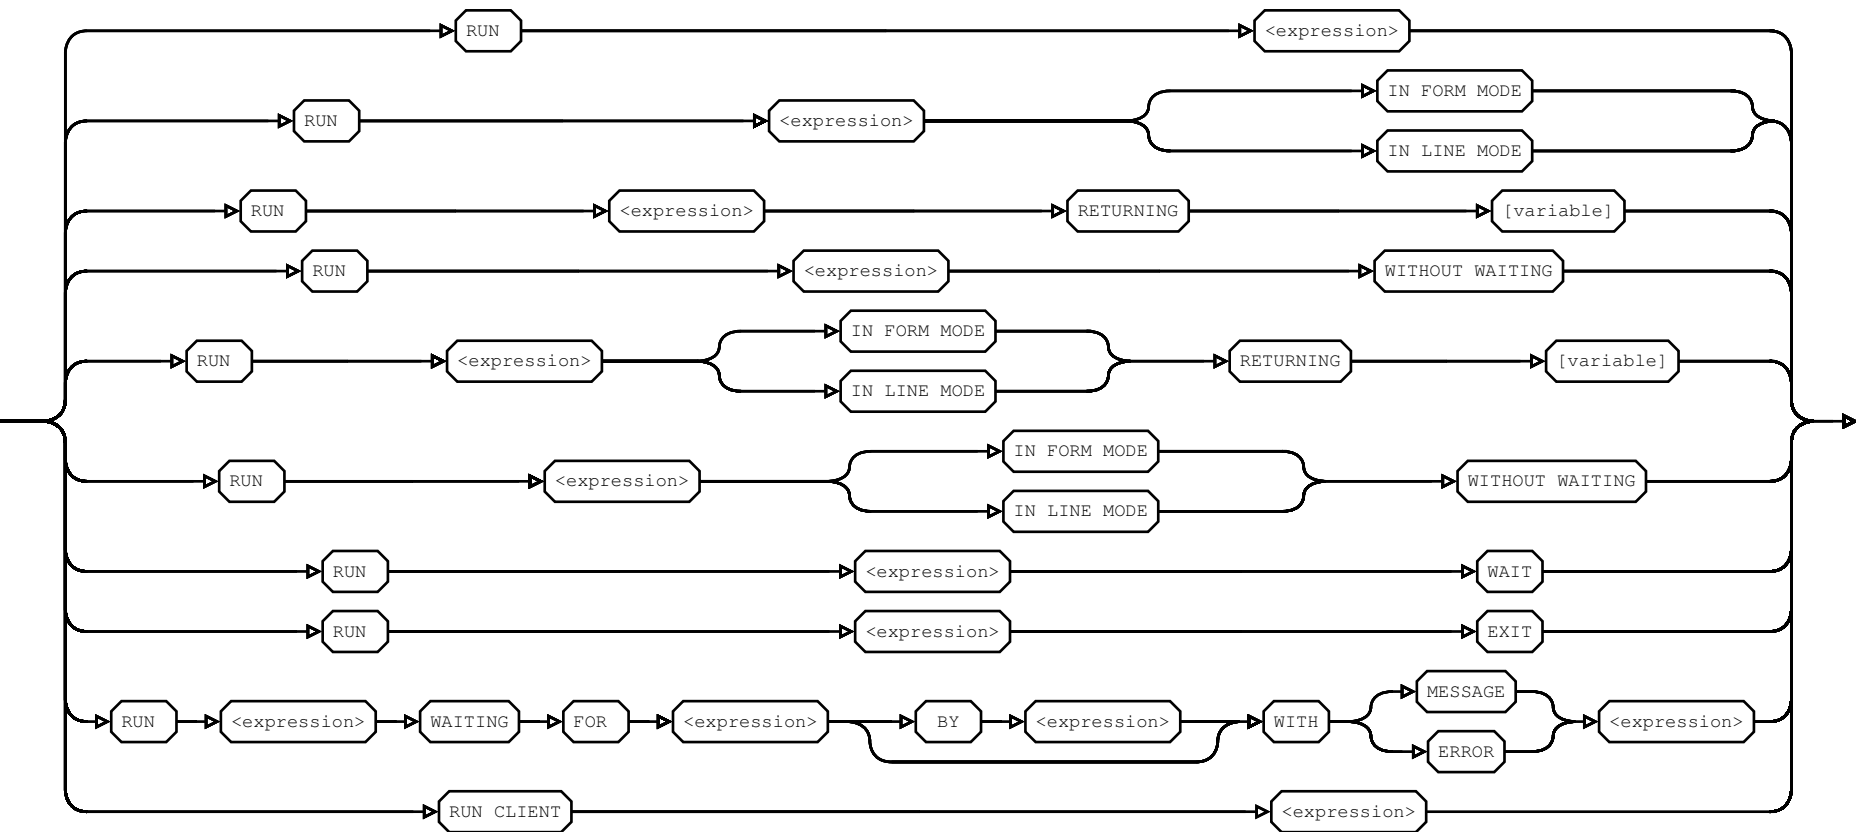 RUN <expression>
IN FORM MODE
RUN <expression>
IN LINE MODE
RUN <expression> RETURNING [variable]
RUN <expression> WITHOUT WAITING
IN FORM MODE
RUN <expression> RETURNING [variable]
IN LINE MODE
IN FORM MODE
RUN <expression> WITHOUT WAITING
IN LINE MODE
RUN <expression> WAIT
RUN <expression> EXIT
MESSAGE
RUN <expression> WAITING FOR <expression> BY <expression> WITH <expression>
ERROR
RUN CLIENT <expression>